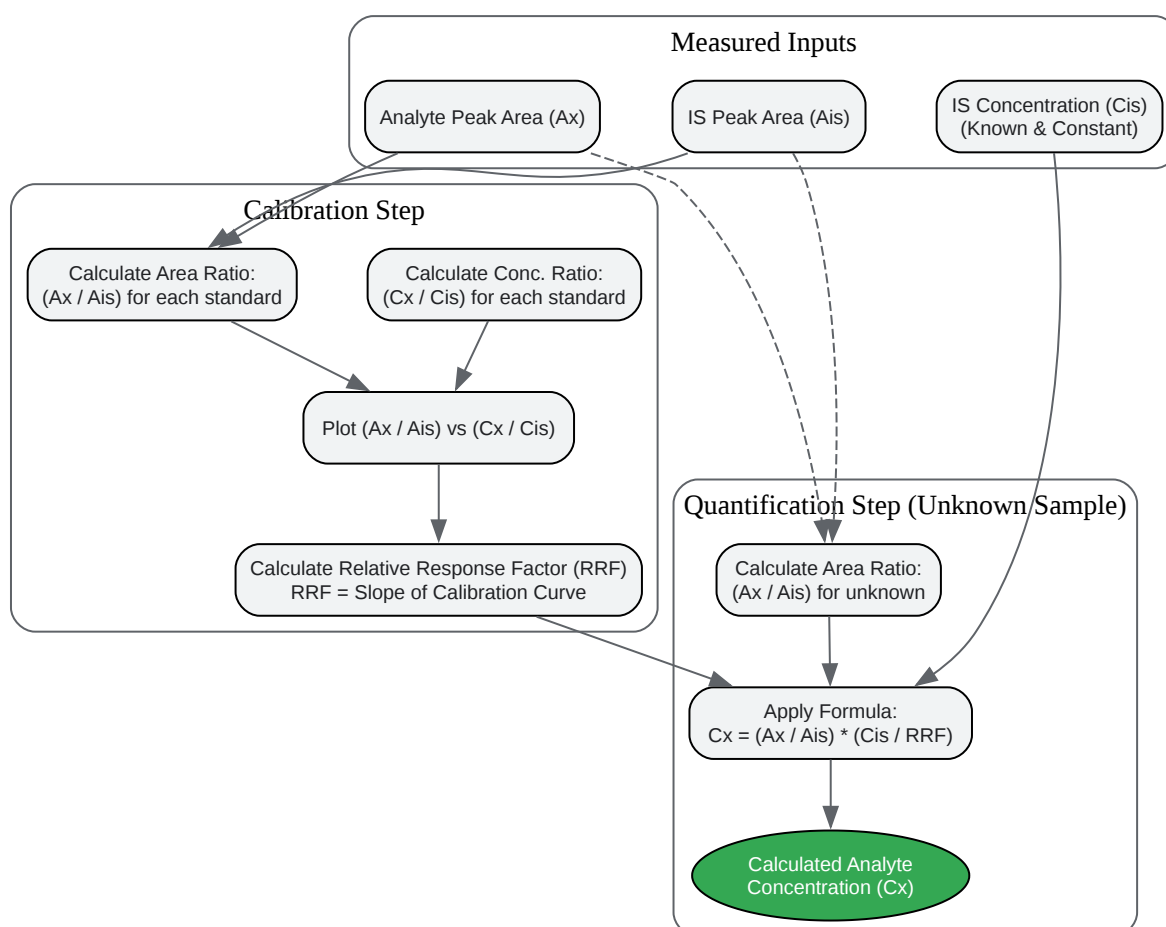 Measured Inputs
Analyte Peak Area (Ax)
IS Peak Area (Ais)
IS Concentration (Cis)
(Known & Constant)
Calibration Step
Calculate Area Ratio:
(Ax / Ais) for each standard
Calculate Conc. Ratio:
(Cx / Cis) for each standard
Plot (Ax / Ais) vs (Cx / Cis)
Calculate Relative Response Factor (RRF)
RRF = Slope of Calibration Curve
Quantification Step (Unknown Sample)
Calculate Area Ratio:
(Ax / Ais) for unknown
Apply Formula:
Cx = (Ax / Ais) * (Cis / RRF)
Calculated Analyte
Concentration (Cx)